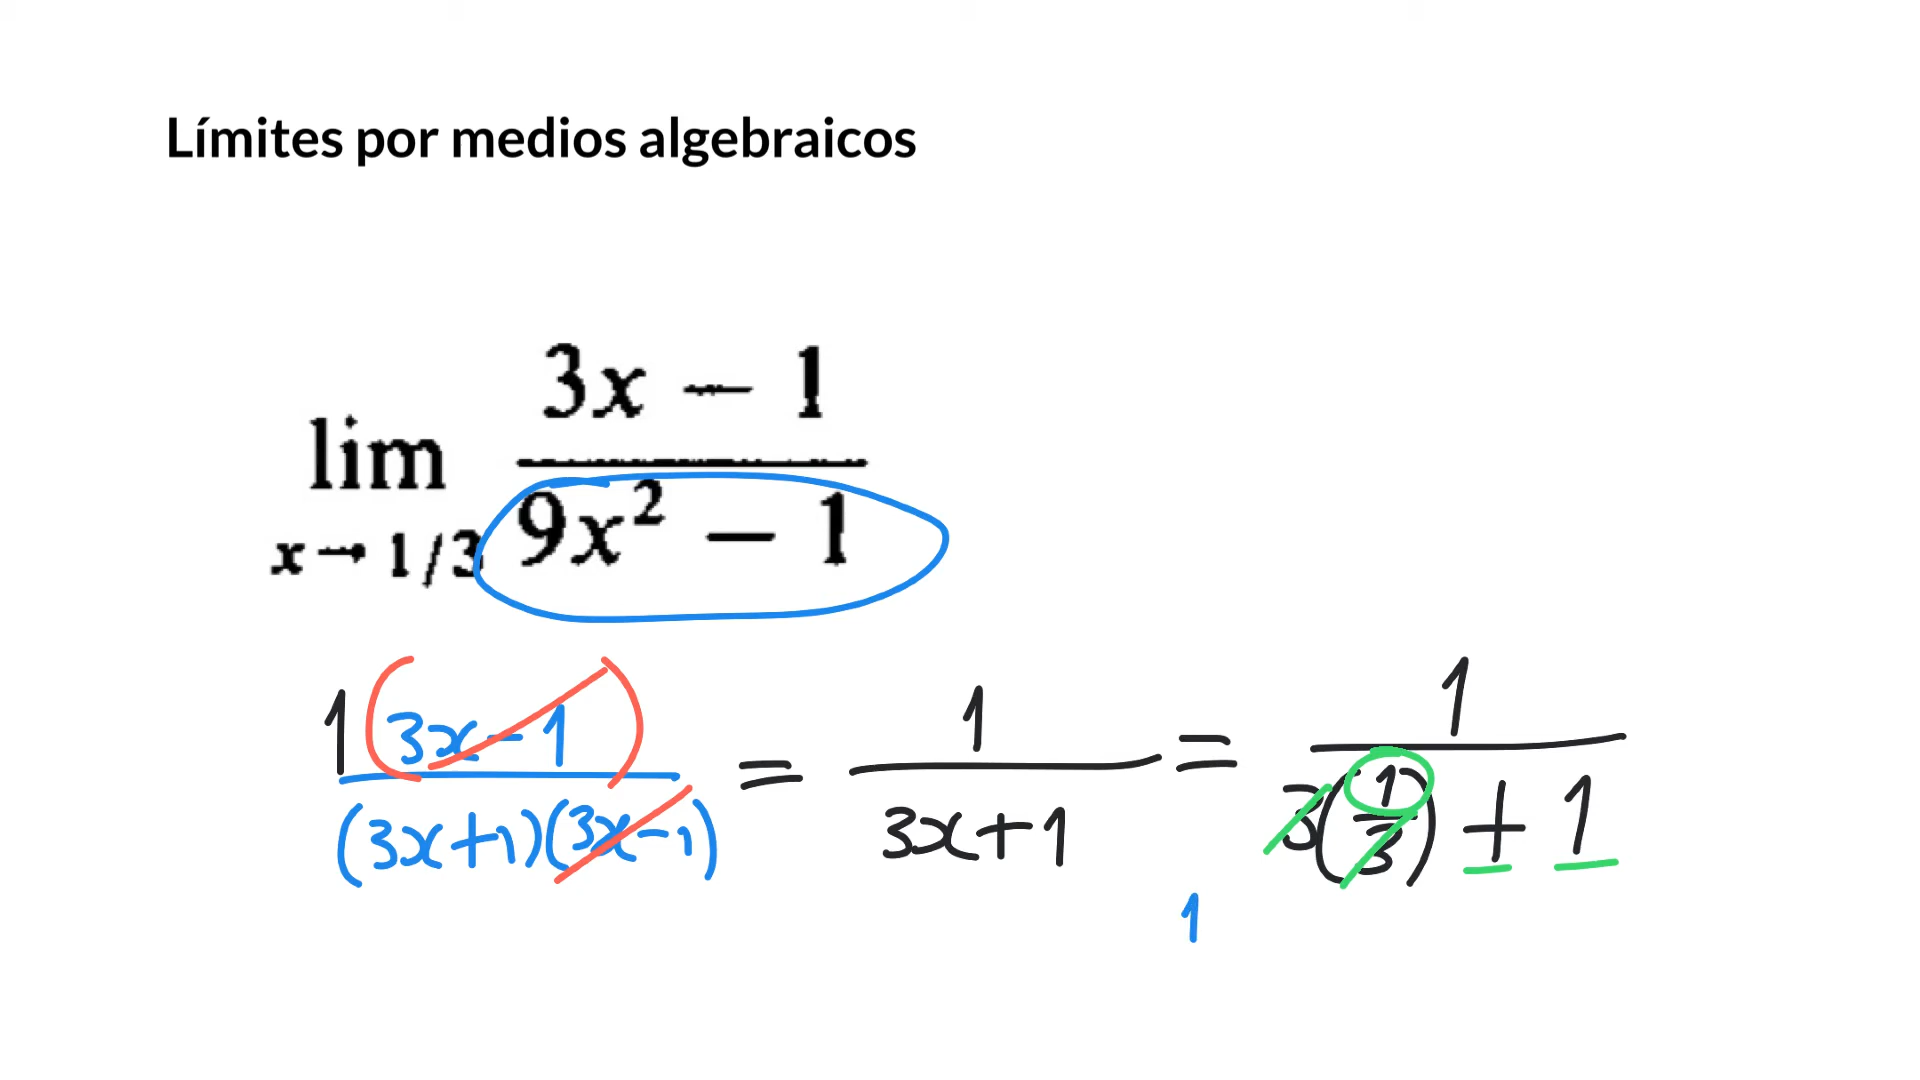 Límites por medios algebraicos
lim x→1/3 (3x − 1)/(9x² − 1)
1(3x-1)/((3x+1)(3x-1)) = 1/(3x+1) = 1/(3(1/3)+1)
1